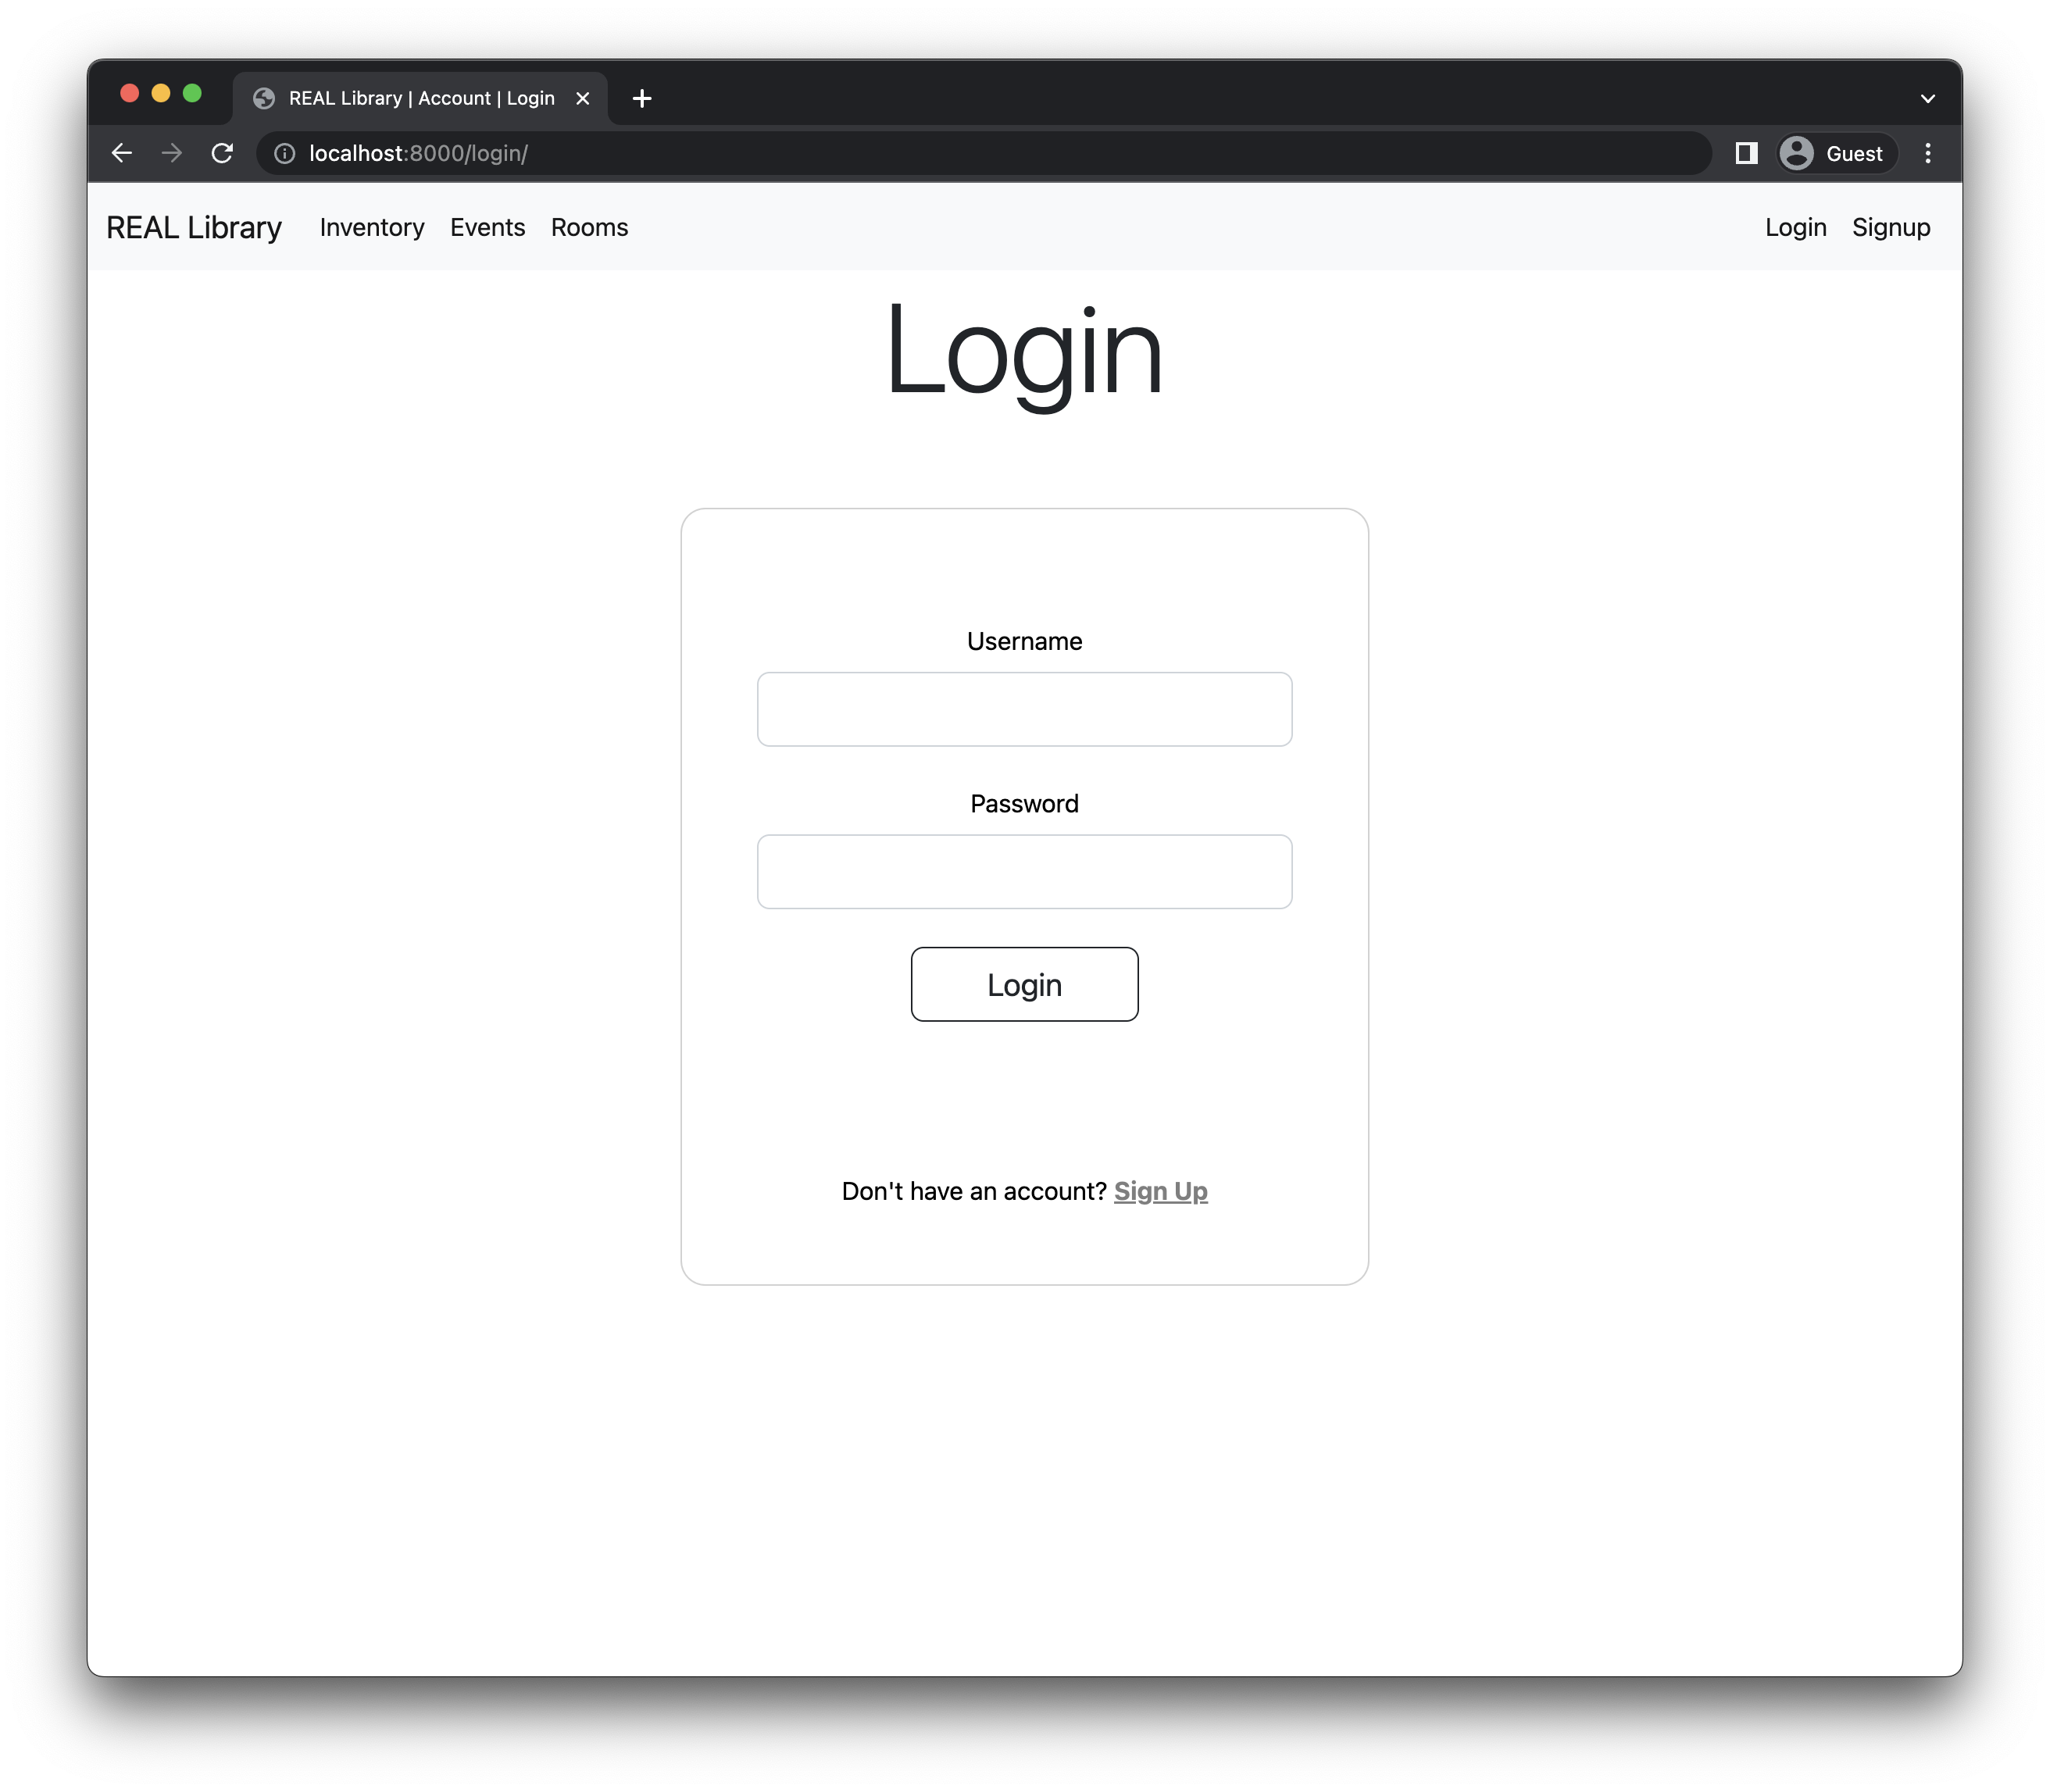 REAL Library | Account | Login
localhost:8000/login/
Guest
REAL Library Inventory Events Rooms Login Signup
Login
Username
Password
Login
Don't have an account? Sign Up